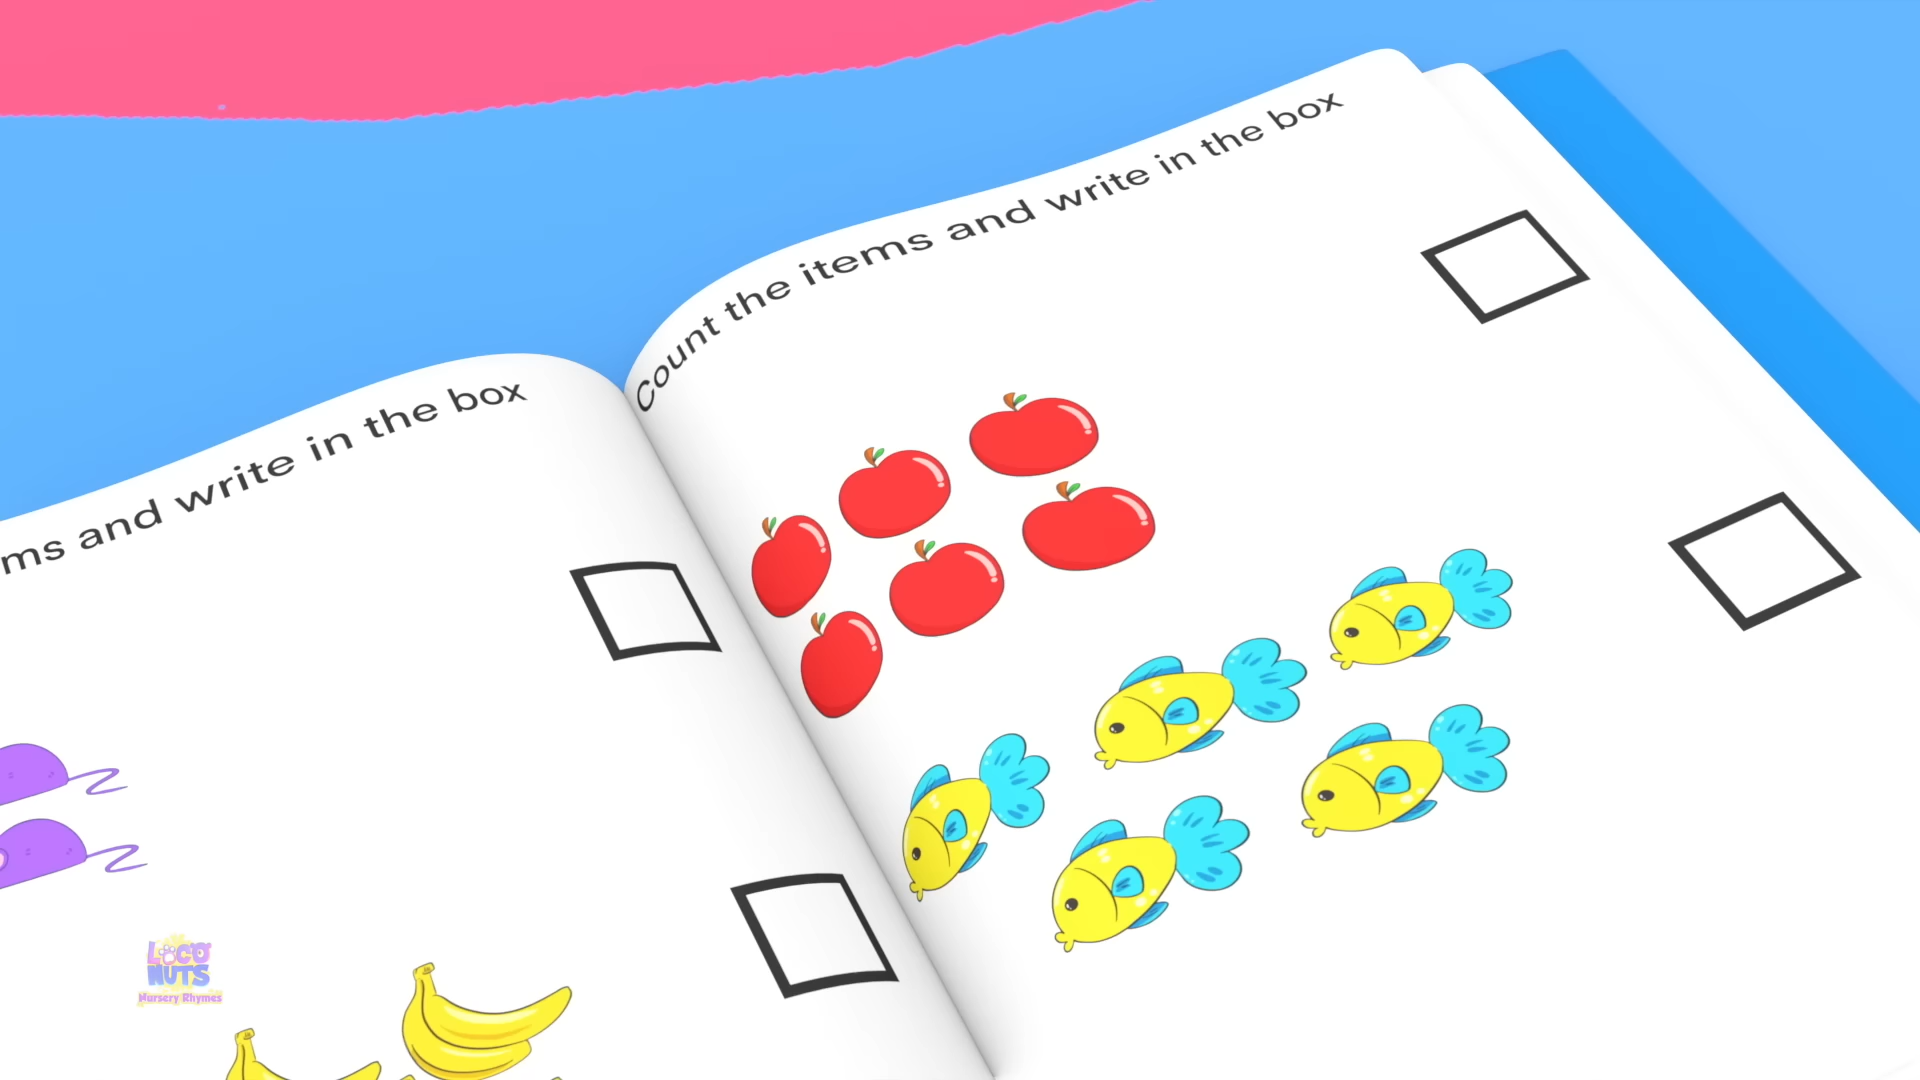 ms and write in the box
Count the items and write in the box
LOCO
NUTS
Nursery Rhymes